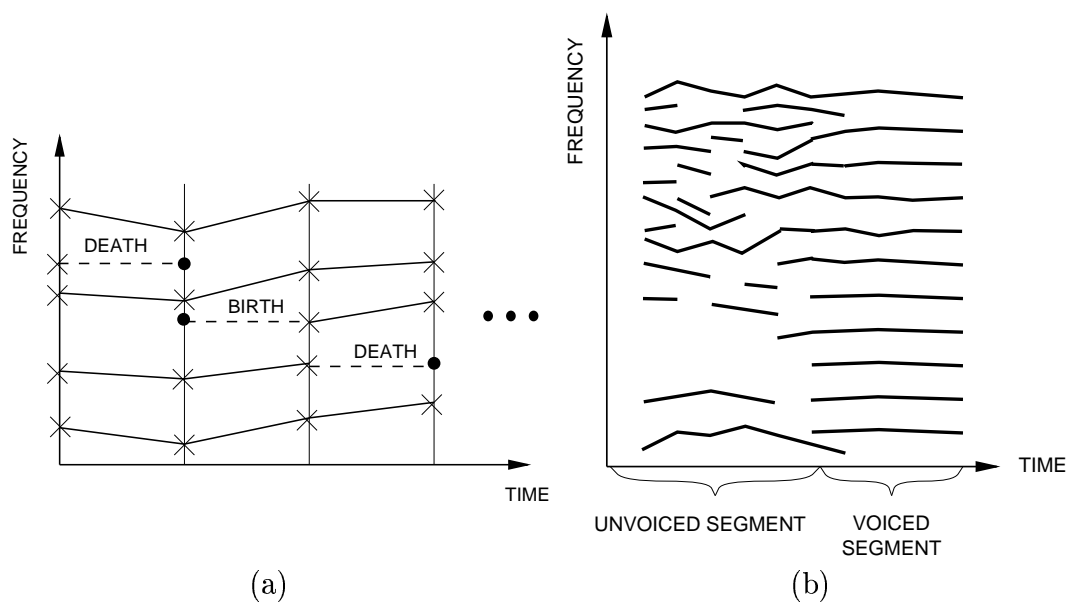 FREQUENCY
DEATH
BIRTH
DEATH
TIME
(a)
FREQUENCY
TIME
UNVOICED SEGMENT
VOICED
SEGMENT
(b)